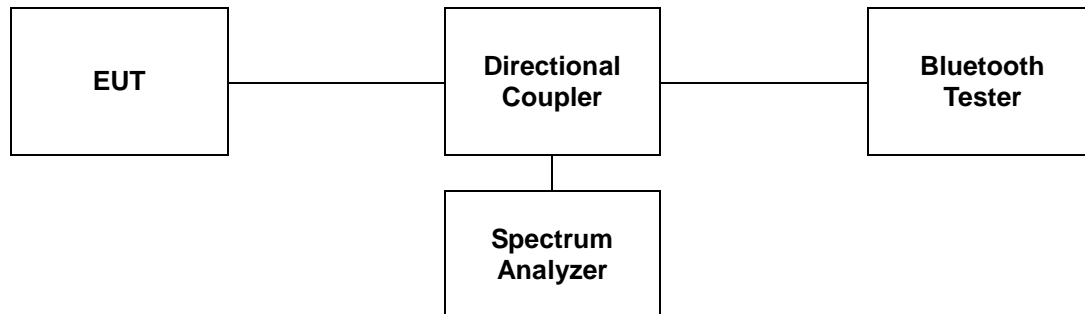 EUT
Directional
Coupler
Bluetooth
Tester
Spectrum
Analyzer